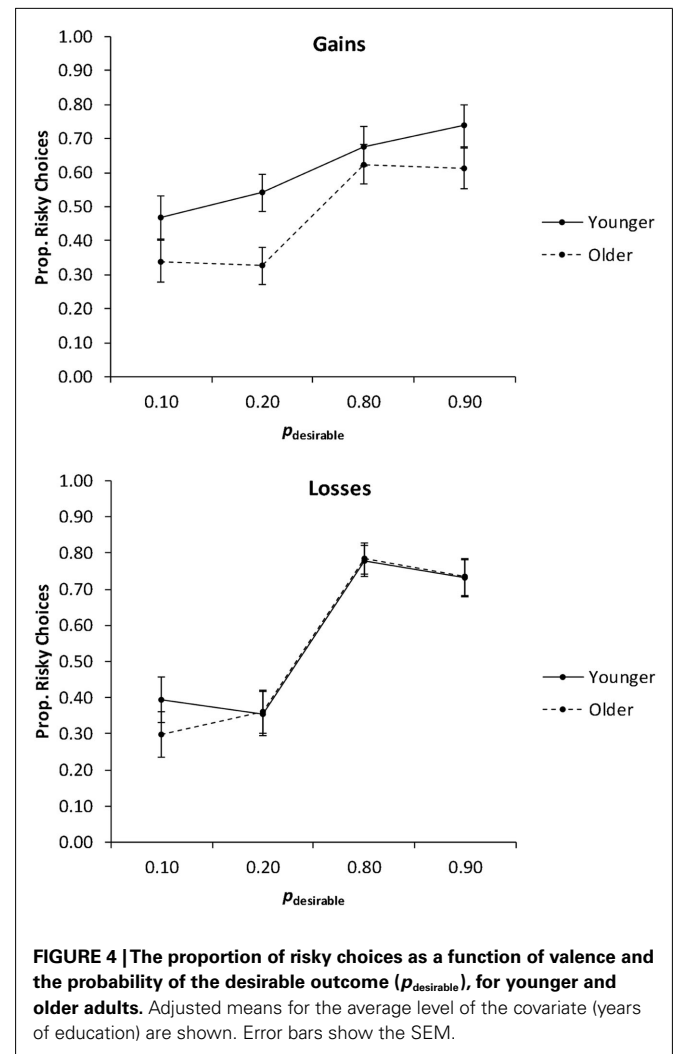 Gains
1.00
0.90
0.80
0.70
0.60
0.50
0.40
0.30
0.20
0.10
0.00
Prop. Risky Choices
0.10 0.20 0.80 0.90
pdesirable
Younger
Older
Losses
1.00
0.90
0.80
0.70
0.60
0.50
0.40
0.30
0.20
0.10
0.00
Prop. Risky Choices
0.10 0.20 0.80 0.90
pdesirable
Younger
Older
FIGURE 4 | The proportion of risky choices as a function of valence and
the probability of the desirable outcome (pdesirable), for younger and
older adults. Adjusted means for the average level of the covariate (years
of education) are shown. Error bars show the SEM.